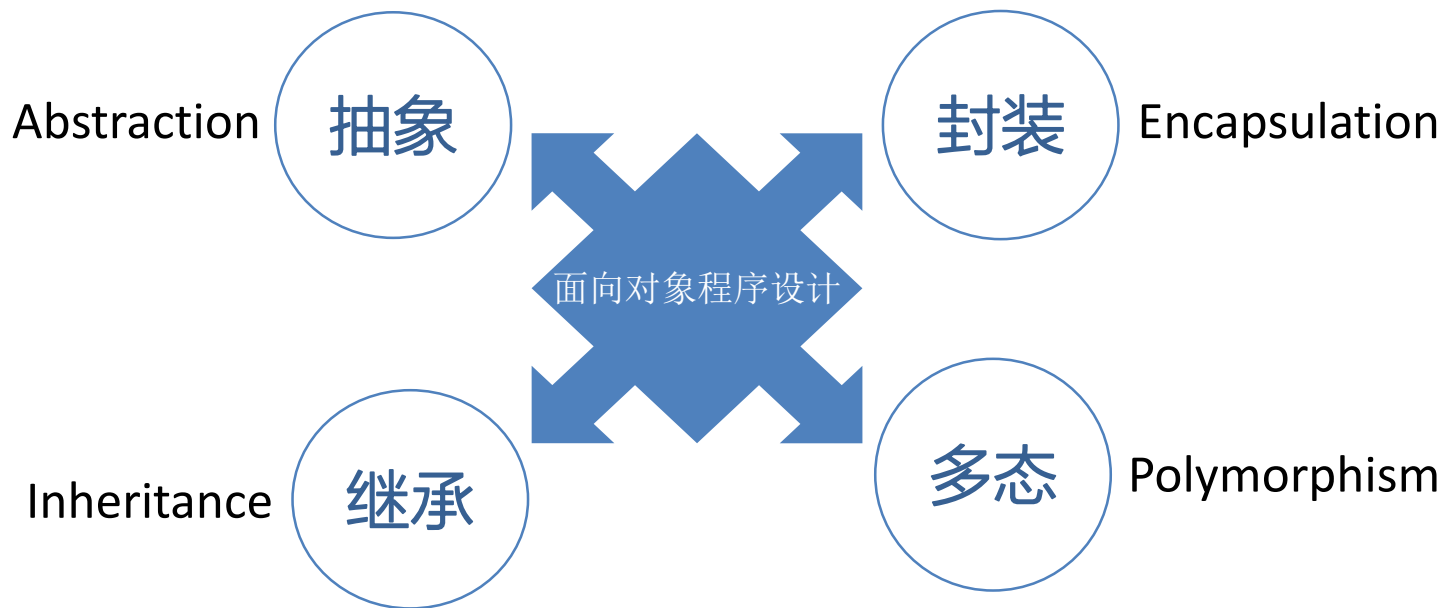 Abstraction
抽象
封装
Encapsulation
面向对象程序设计
Inheritance
继承
多态
Polymorphism